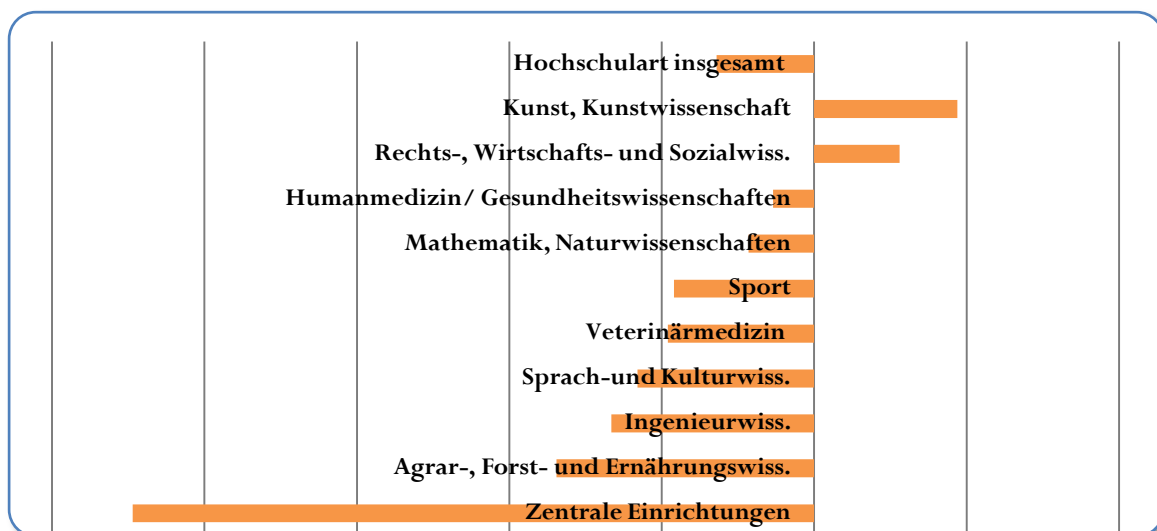 Hochschulart insgesamt
Kunst, Kunstwissenschaft
Rechts-, Wirtschafts- und Sozialwiss.
Humanmedizin/ Gesundheitswissenschaften
Mathematik, Naturwissenschaften
Sport
Veterinärmedizin
Sprach-und Kulturwiss.
Ingenieurwiss.
Agrar-, Forst- und Ernährungswiss.
Zentrale Einrichtungen